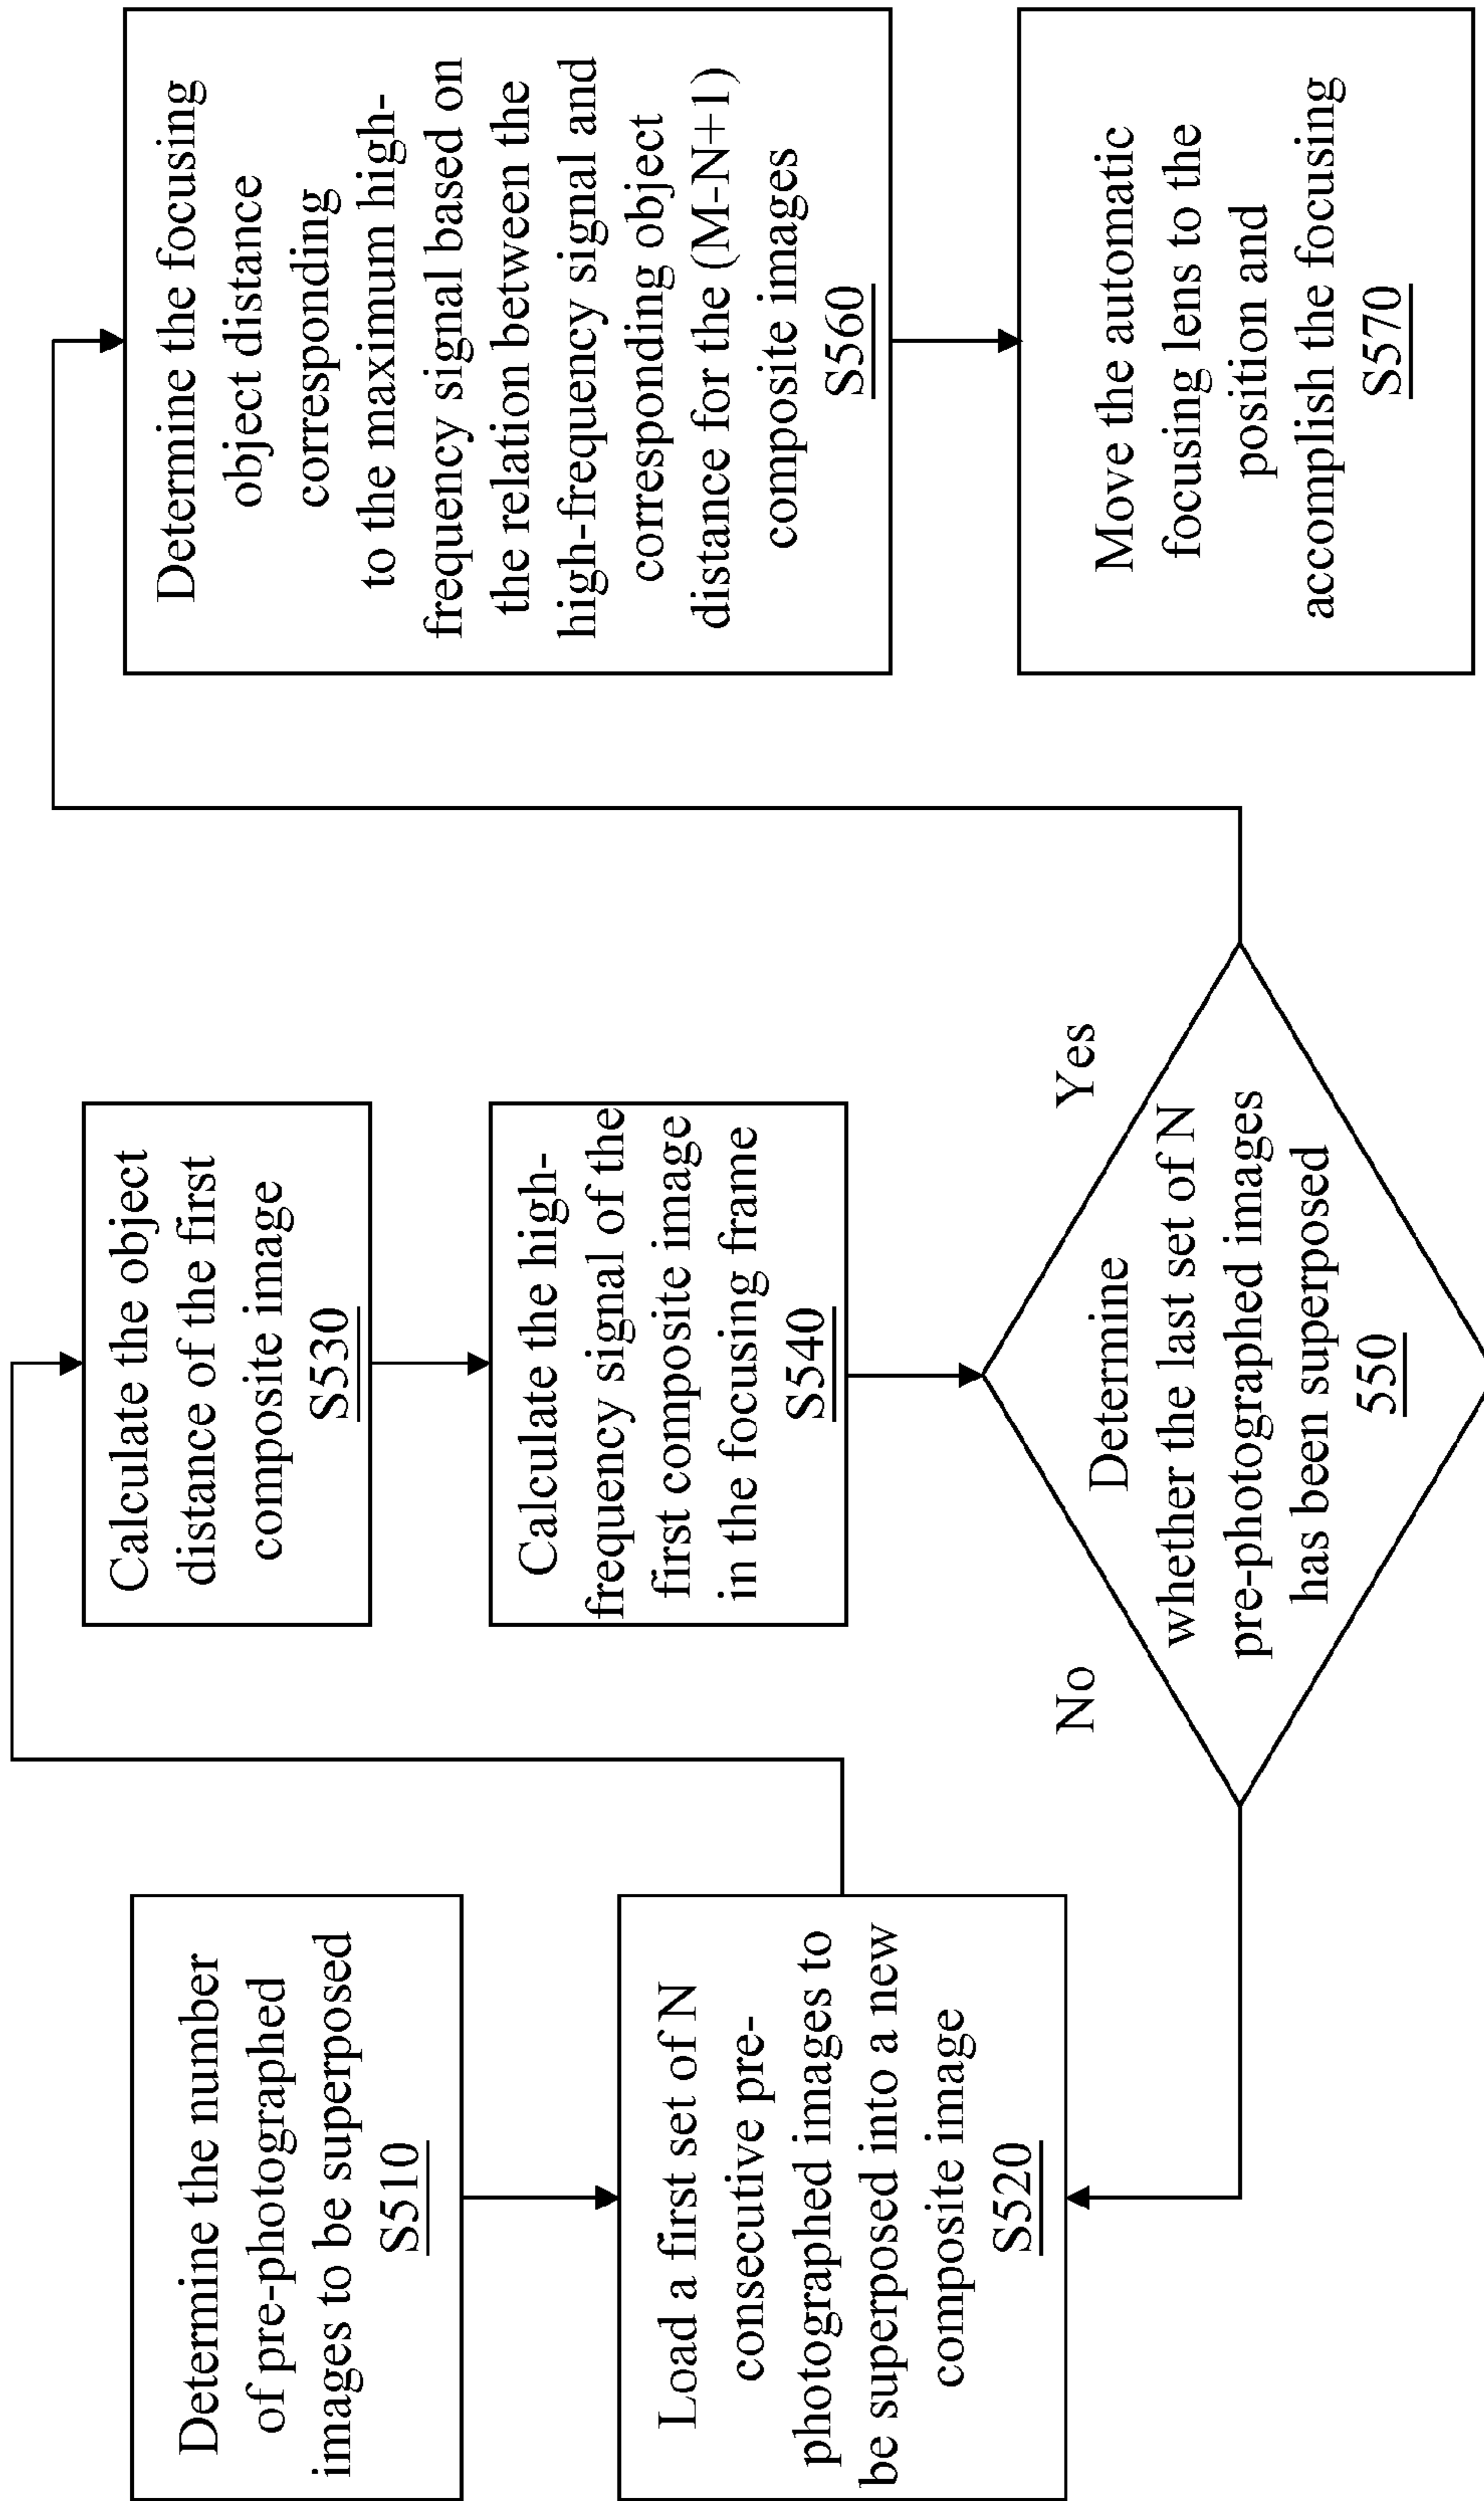 Determine the number
of pre-photographed
images to be superposed
S510
Load a first set of N
consecutive pre-
photographed images to
be superposed into a new
composite image
S520
Calculate the object
distance of the first
composite image
S530
Calculate the high-
frequency signal of the
first composite image
in the focusing frame
S540
No
Yes
Determine
whether the last set of N
pre-photographed images
has been superposed
550
Determine the focusing
object distance
corresponding
to the maximum high-
frequency signal based on
the relation between the
high-frequency signal and
corresponding object
distance for the (M-N+1)
composite images
S560
Move the automatic
focusing lens to the
position and
accomplish the focusing
S570